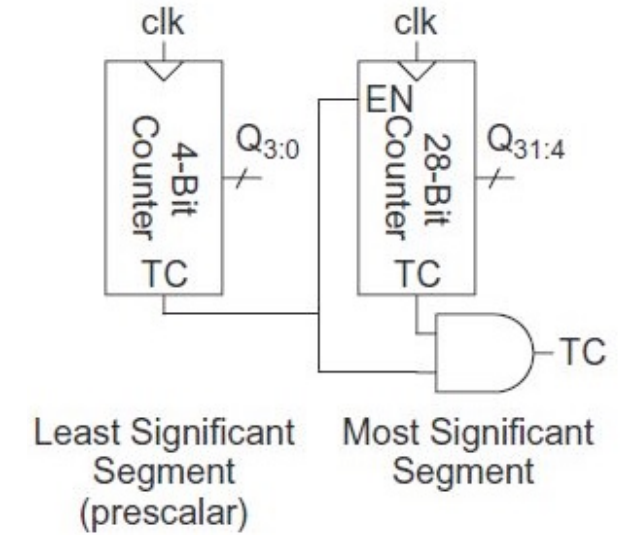 clk
clk
EN
4-Bit
Counter
Q3:0
28-Bit
Counter
Q31:4
TC
TC
TC
Least Significant
Segment
(prescalar)
Most Significant
Segment